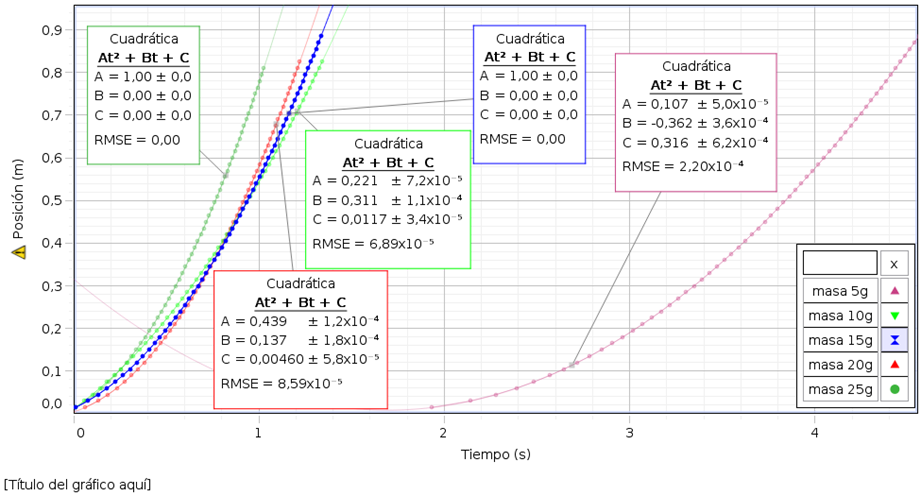 Cuadrática
At² + Bt + C
A = 1,00 ± 0,0
B = 0,00 ± 0,0
C = 0,00 ± 0,0
RMSE = 0,00
Cuadrática
At² + Bt + C
A = 1,00 ± 0,0
B = 0,00 ± 0,0
C = 0,00 ± 0,0
RMSE = 0,00
Cuadrática
At² + Bt + C
A = 0,107 ± 5,0x10⁻⁵
B = -0,362 ± 3,6x10⁻⁴
C = 0,316 ± 6,2x10⁻⁴
RMSE = 2,20x10⁻⁴
Cuadrática
At² + Bt + C
A = 0,221 ± 7,2x10⁻⁵
B = 0,311 ± 1,1x10⁻⁴
C = 0,0117 ± 3,4x10⁻⁵
RMSE = 6,89x10⁻⁵
Cuadrática
At² + Bt + C
A = 0,439 ± 1,2x10⁻⁴
B = 0,137 ± 1,8x10⁻⁴
C = 0,00460 ± 5,8x10⁻⁵
RMSE = 8,59x10⁻⁵
x
masa 5g
masa 10g
masa 15g
masa 20g
masa 25g
Posición (m)
0,9
0,8
0,7
0,6
0,5
0,4
0,3
0,2
0,1
0,0
0
1
2
3
4
Tiempo (s)
[Título del gráfico aquí]